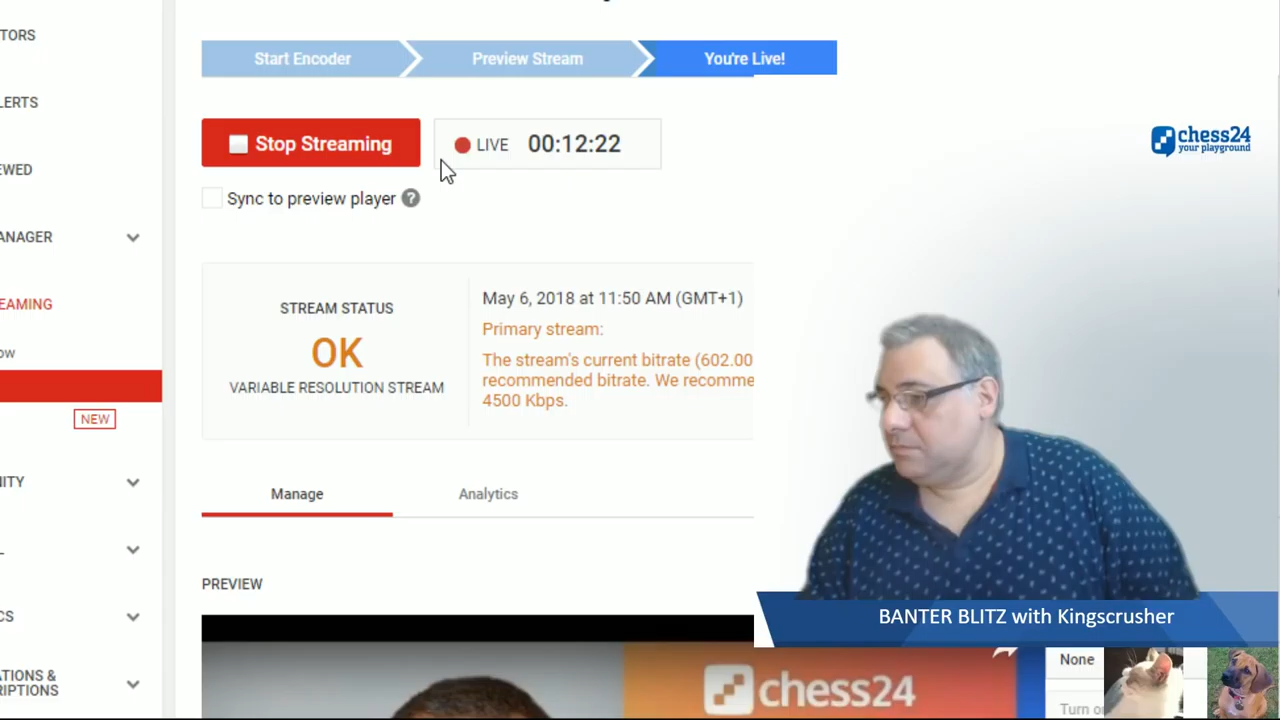 TORS
LERTS
EWED
ANAGER
EAMING
ow
NEW
NITY
L
CS
ATIONS &
RIPTIONS
Start Encoder
Preview Stream
You're Live!
Stop Streaming
LIVE 00:12:22
Sync to preview player ?
STREAM STATUS
OK
VARIABLE RESOLUTION STREAM
May 6, 2018 at 11:50 AM (GMT+1)
Primary stream:
The stream's current bitrate (602.00
recommended bitrate. We recomme
4500 Kbps.
Manage
Analytics
PREVIEW
chess24
chess24
your playground
BANTER BLITZ with Kingscrusher
None
Turn o